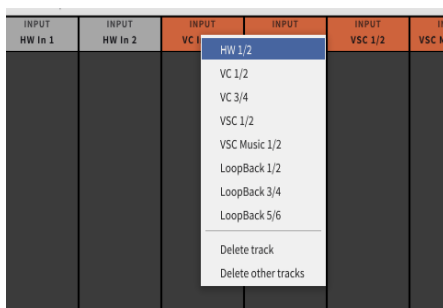 INPUT INPUT INPUT INPUT INPUT
HW In 1 HW In 2 VC VSC 1/2 VSC
HW 1/2
VC 1/2
VC 3/4
VSC 1/2
VSC Music 1/2
LoopBack 1/2
LoopBack 3/4
LoopBack 5/6
Delete track
Delete other tracks